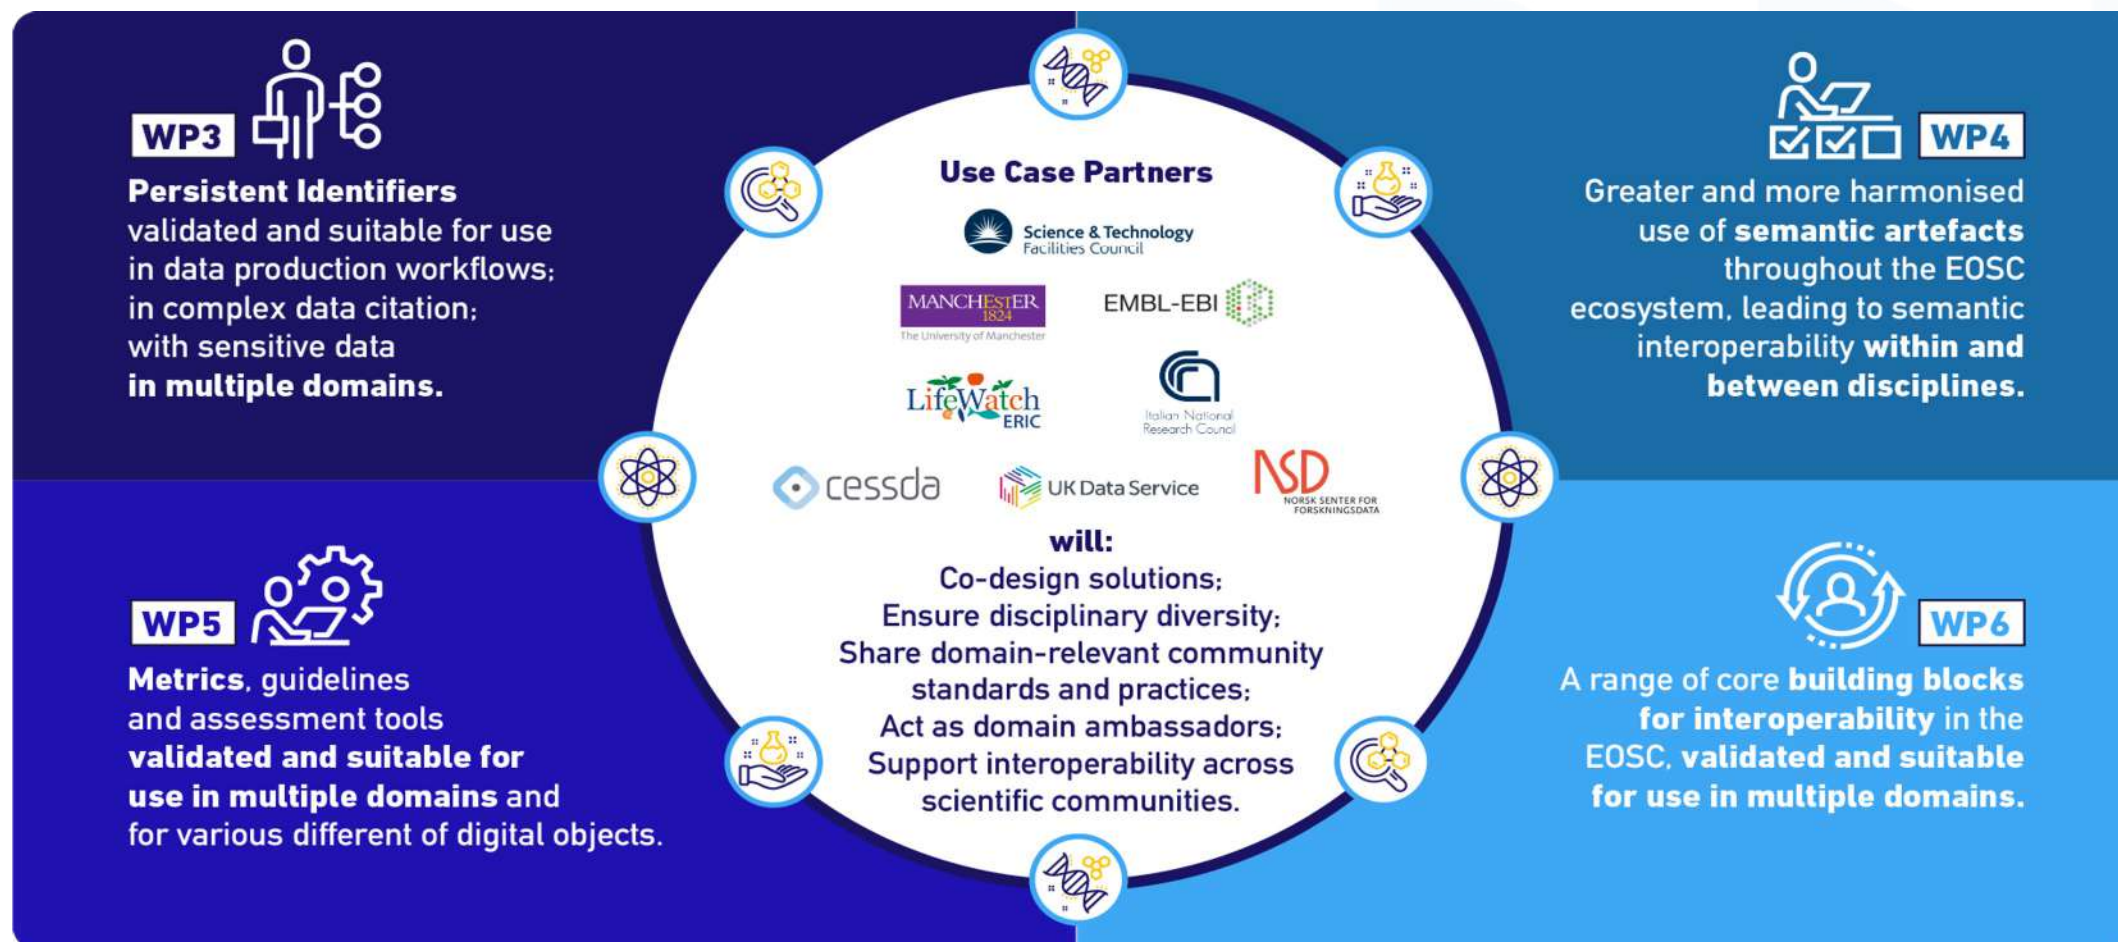 WP3
Persistent Identifiers
validated and suitable for use
in data production workflows;
in complex data citation;
with sensitive data
in multiple domains.
WP4
Greater and more harmonised
use of semantic artefacts
throughout the EOSC
ecosystem, leading to semantic
interoperability within and
between disciplines.
Use Case Partners
Science & Technology
Facilities Council
MANCHESTER
1824
The University of Manchester
EMBL-EBI
LifeWatch
ERIC
Italian National
Research Council
cessda
UK Data Service
NSD
NORSK SENTER FOR
FORSKNINGSDATA
will:
Co-design solutions;
Ensure disciplinary diversity;
Share domain-relevant community
standards and practices;
Act as domain ambassadors;
Support interoperability across
scientific communities.
WP5
Metrics, guidelines
and assessment tools
validated and suitable for
use in multiple domains and
for various different of digital objects.
WP6
A range of core building blocks
for interoperability in the
EOSC, validated and suitable
for use in multiple domains.